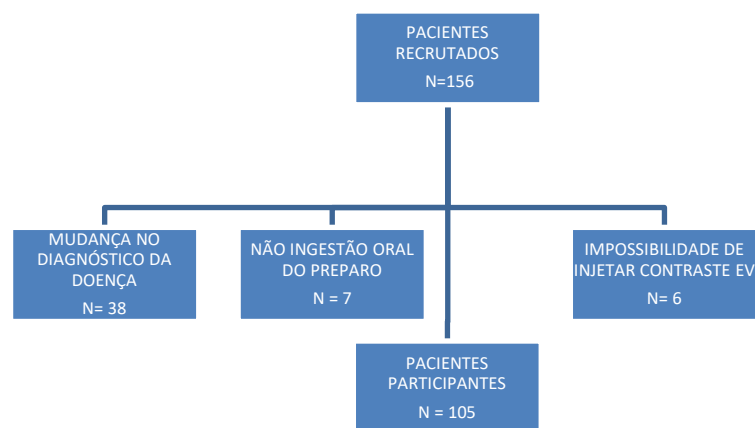 PACIENTES
RECRUTADOS
N=156
MUDANÇA NO
DIAGNÓSTICO DA
DOENÇA
N= 38
NÃO INGESTÃO ORAL
DO PREPARO
N = 7
IMPOSSIBILIDADE DE
INJETAR CONTRASTE EV
N= 6
PACIENTES
PARTICIPANTES
N = 105